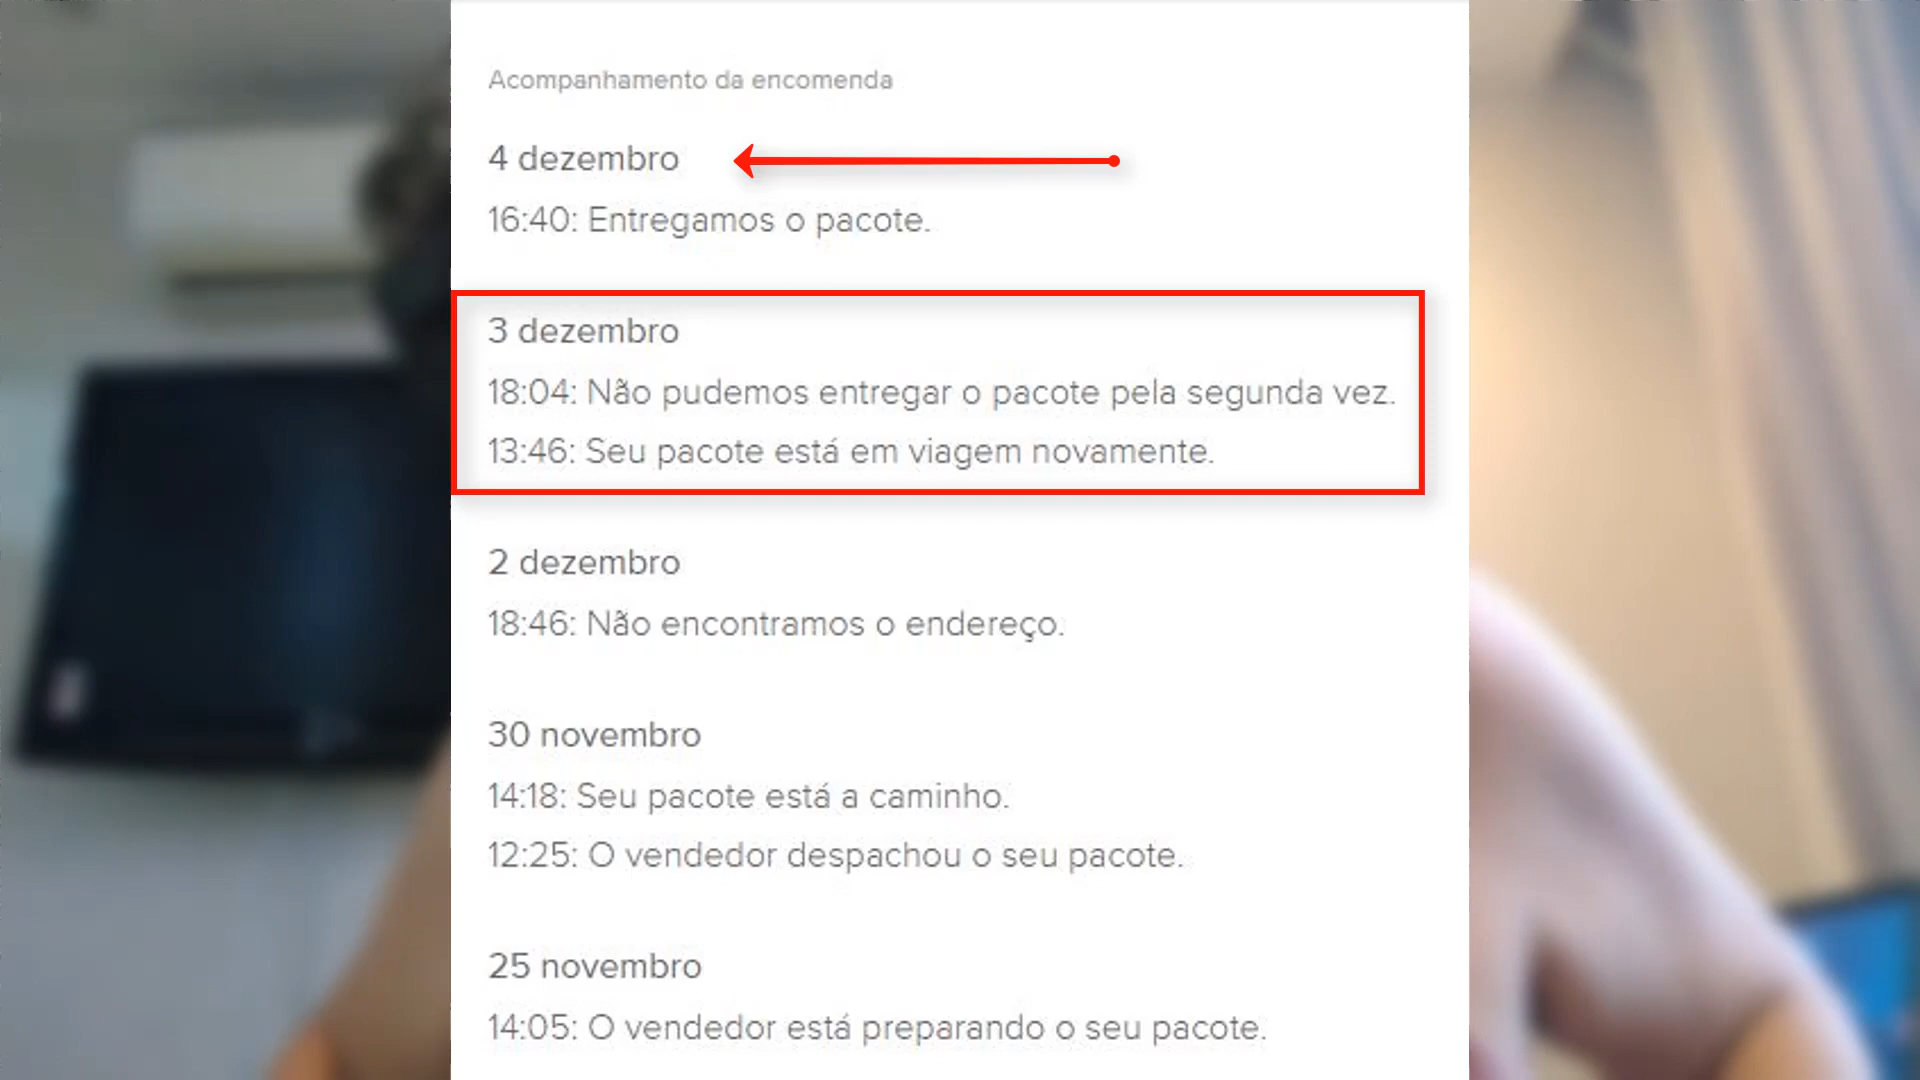 Acompanhamento da encomenda
4 dezembro
16:40: Entregamos o pacote.
3 dezembro
18:04: Não pudemos entregar o pacote pela segunda vez.
13:46: Seu pacote está em viagem novamente.
2 dezembro
18:46: Não encontramos o endereço.
30 novembro
14:18: Seu pacote está a caminho.
12:25: O vendedor despachou o seu pacote.
25 novembro
14:05: O vendedor está preparando o seu pacote.